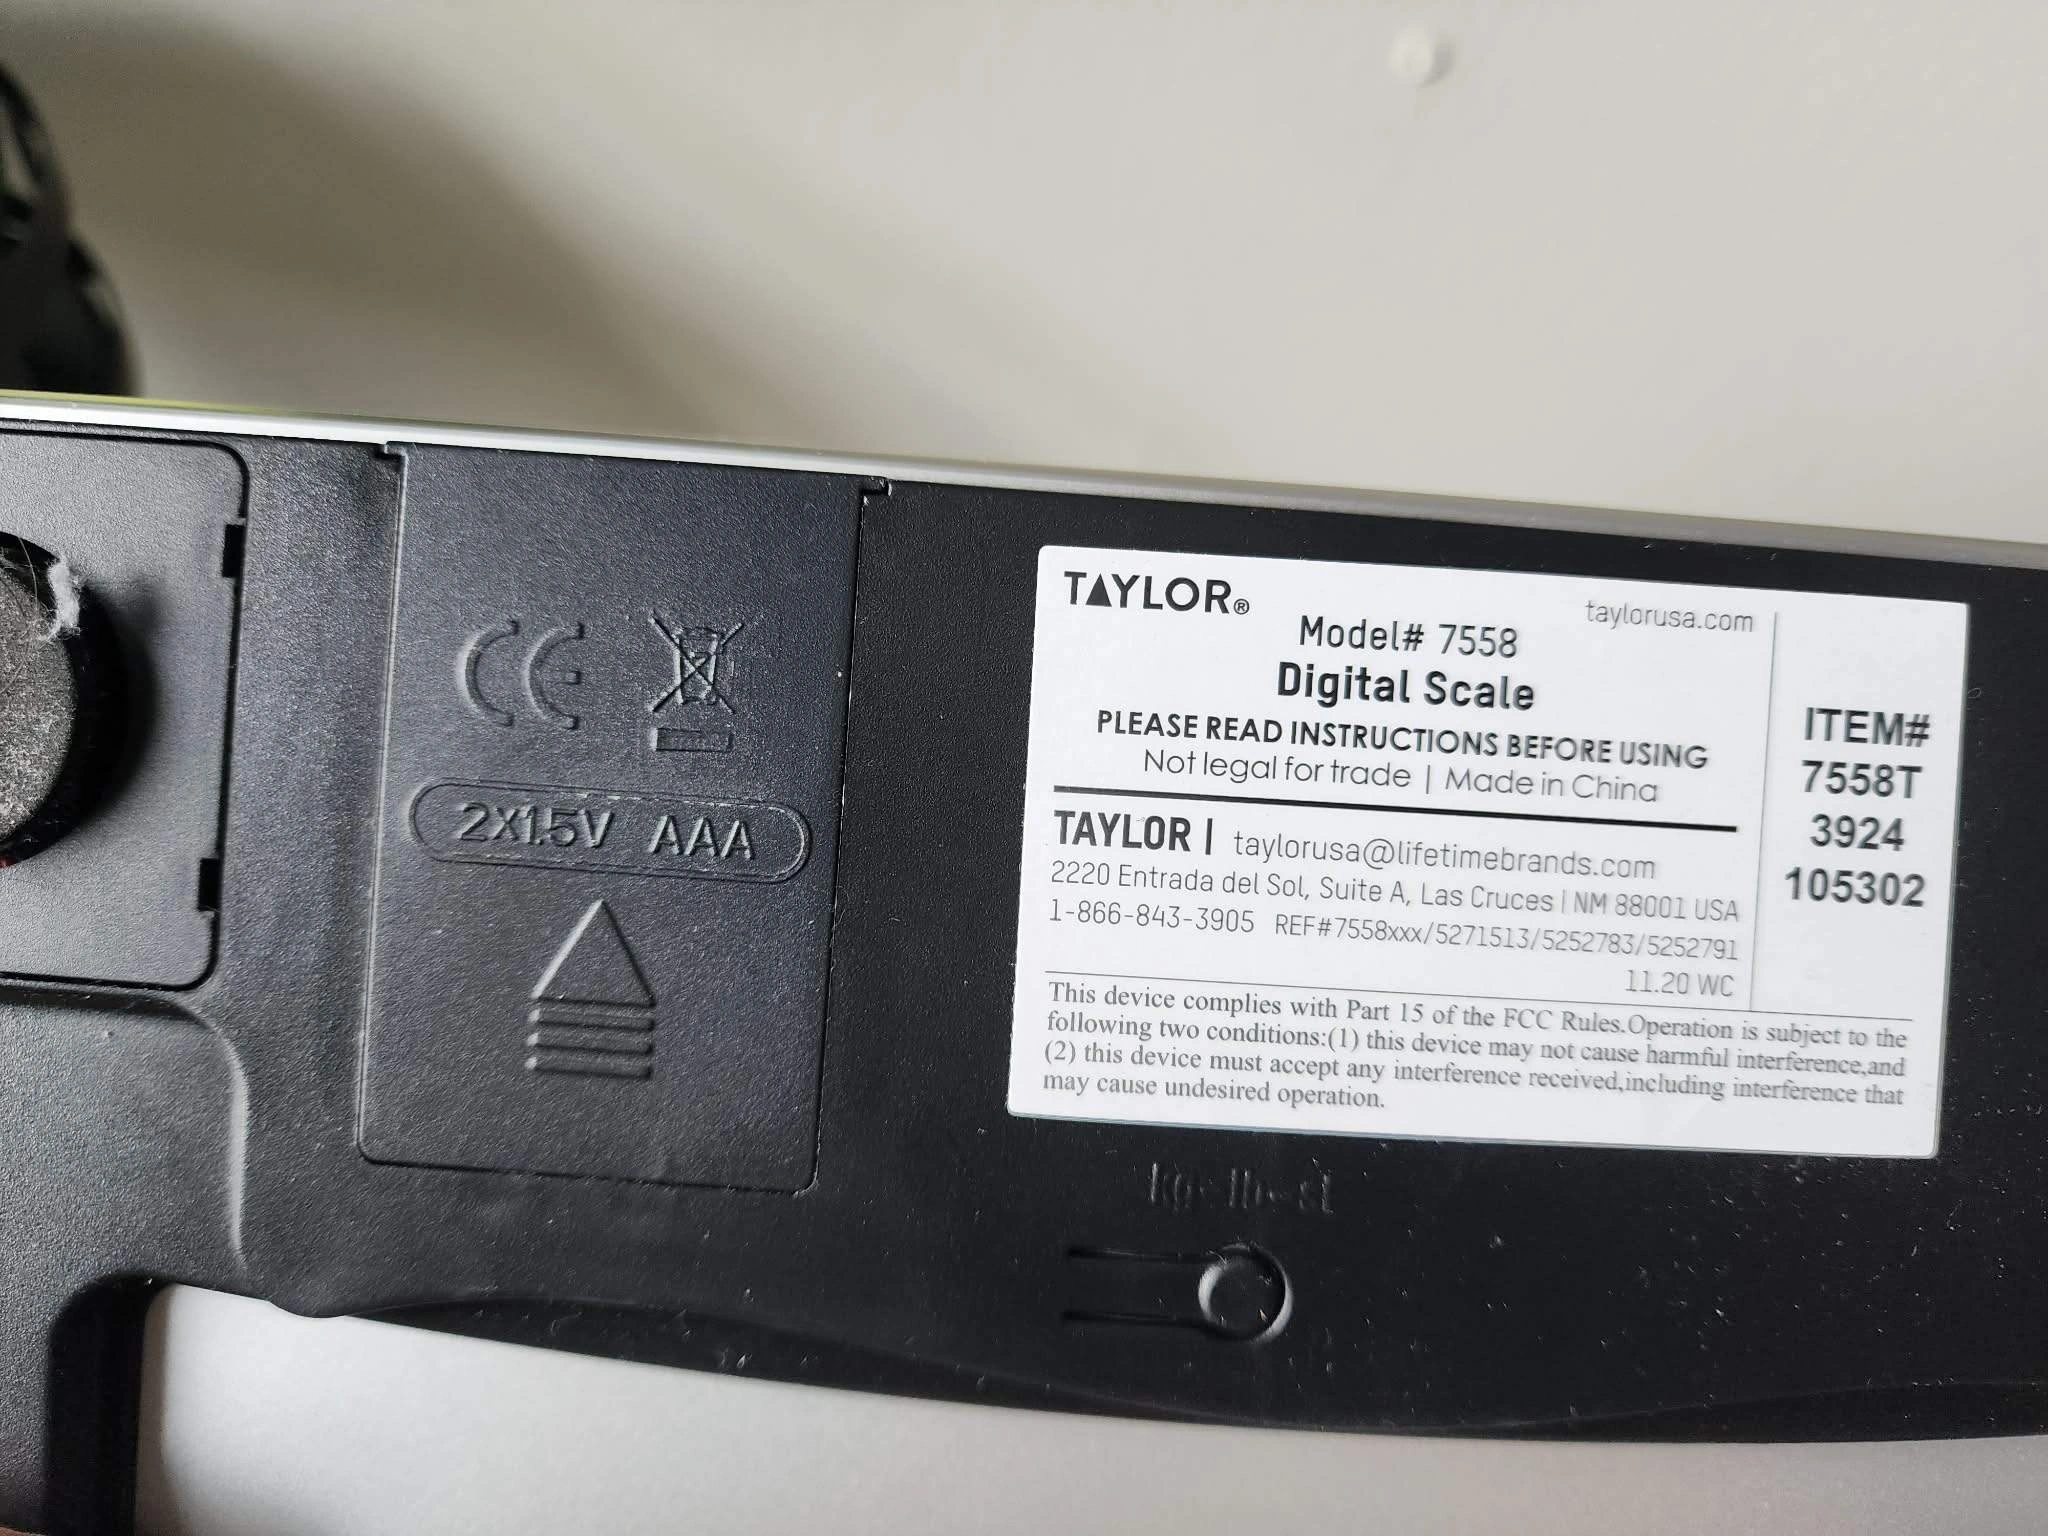 CE
2X1.5V AAA
TAYLOR®
taylorusa.com
Model# 7558
Digital Scale
PLEASE READ INSTRUCTIONS BEFORE USING
Not legal for trade | Made in China
TAYLOR | taylorusa@lifetimebrands.com
2220 Entrada del Sol, Suite A, Las Cruces | NM 88001 USA
1-866-843-3905 REF#7558xxx/5271513/5252783/5252791
11.20 WC
ITEM#
7558T
3924
105302
This device complies with Part 15 of the FCC Rules.Operation is subject to the
following two conditions:(1) this device may not cause harmful interference,and
(2) this device must accept any interference received,including interference that
may cause undesired operation.
kg- lb- st